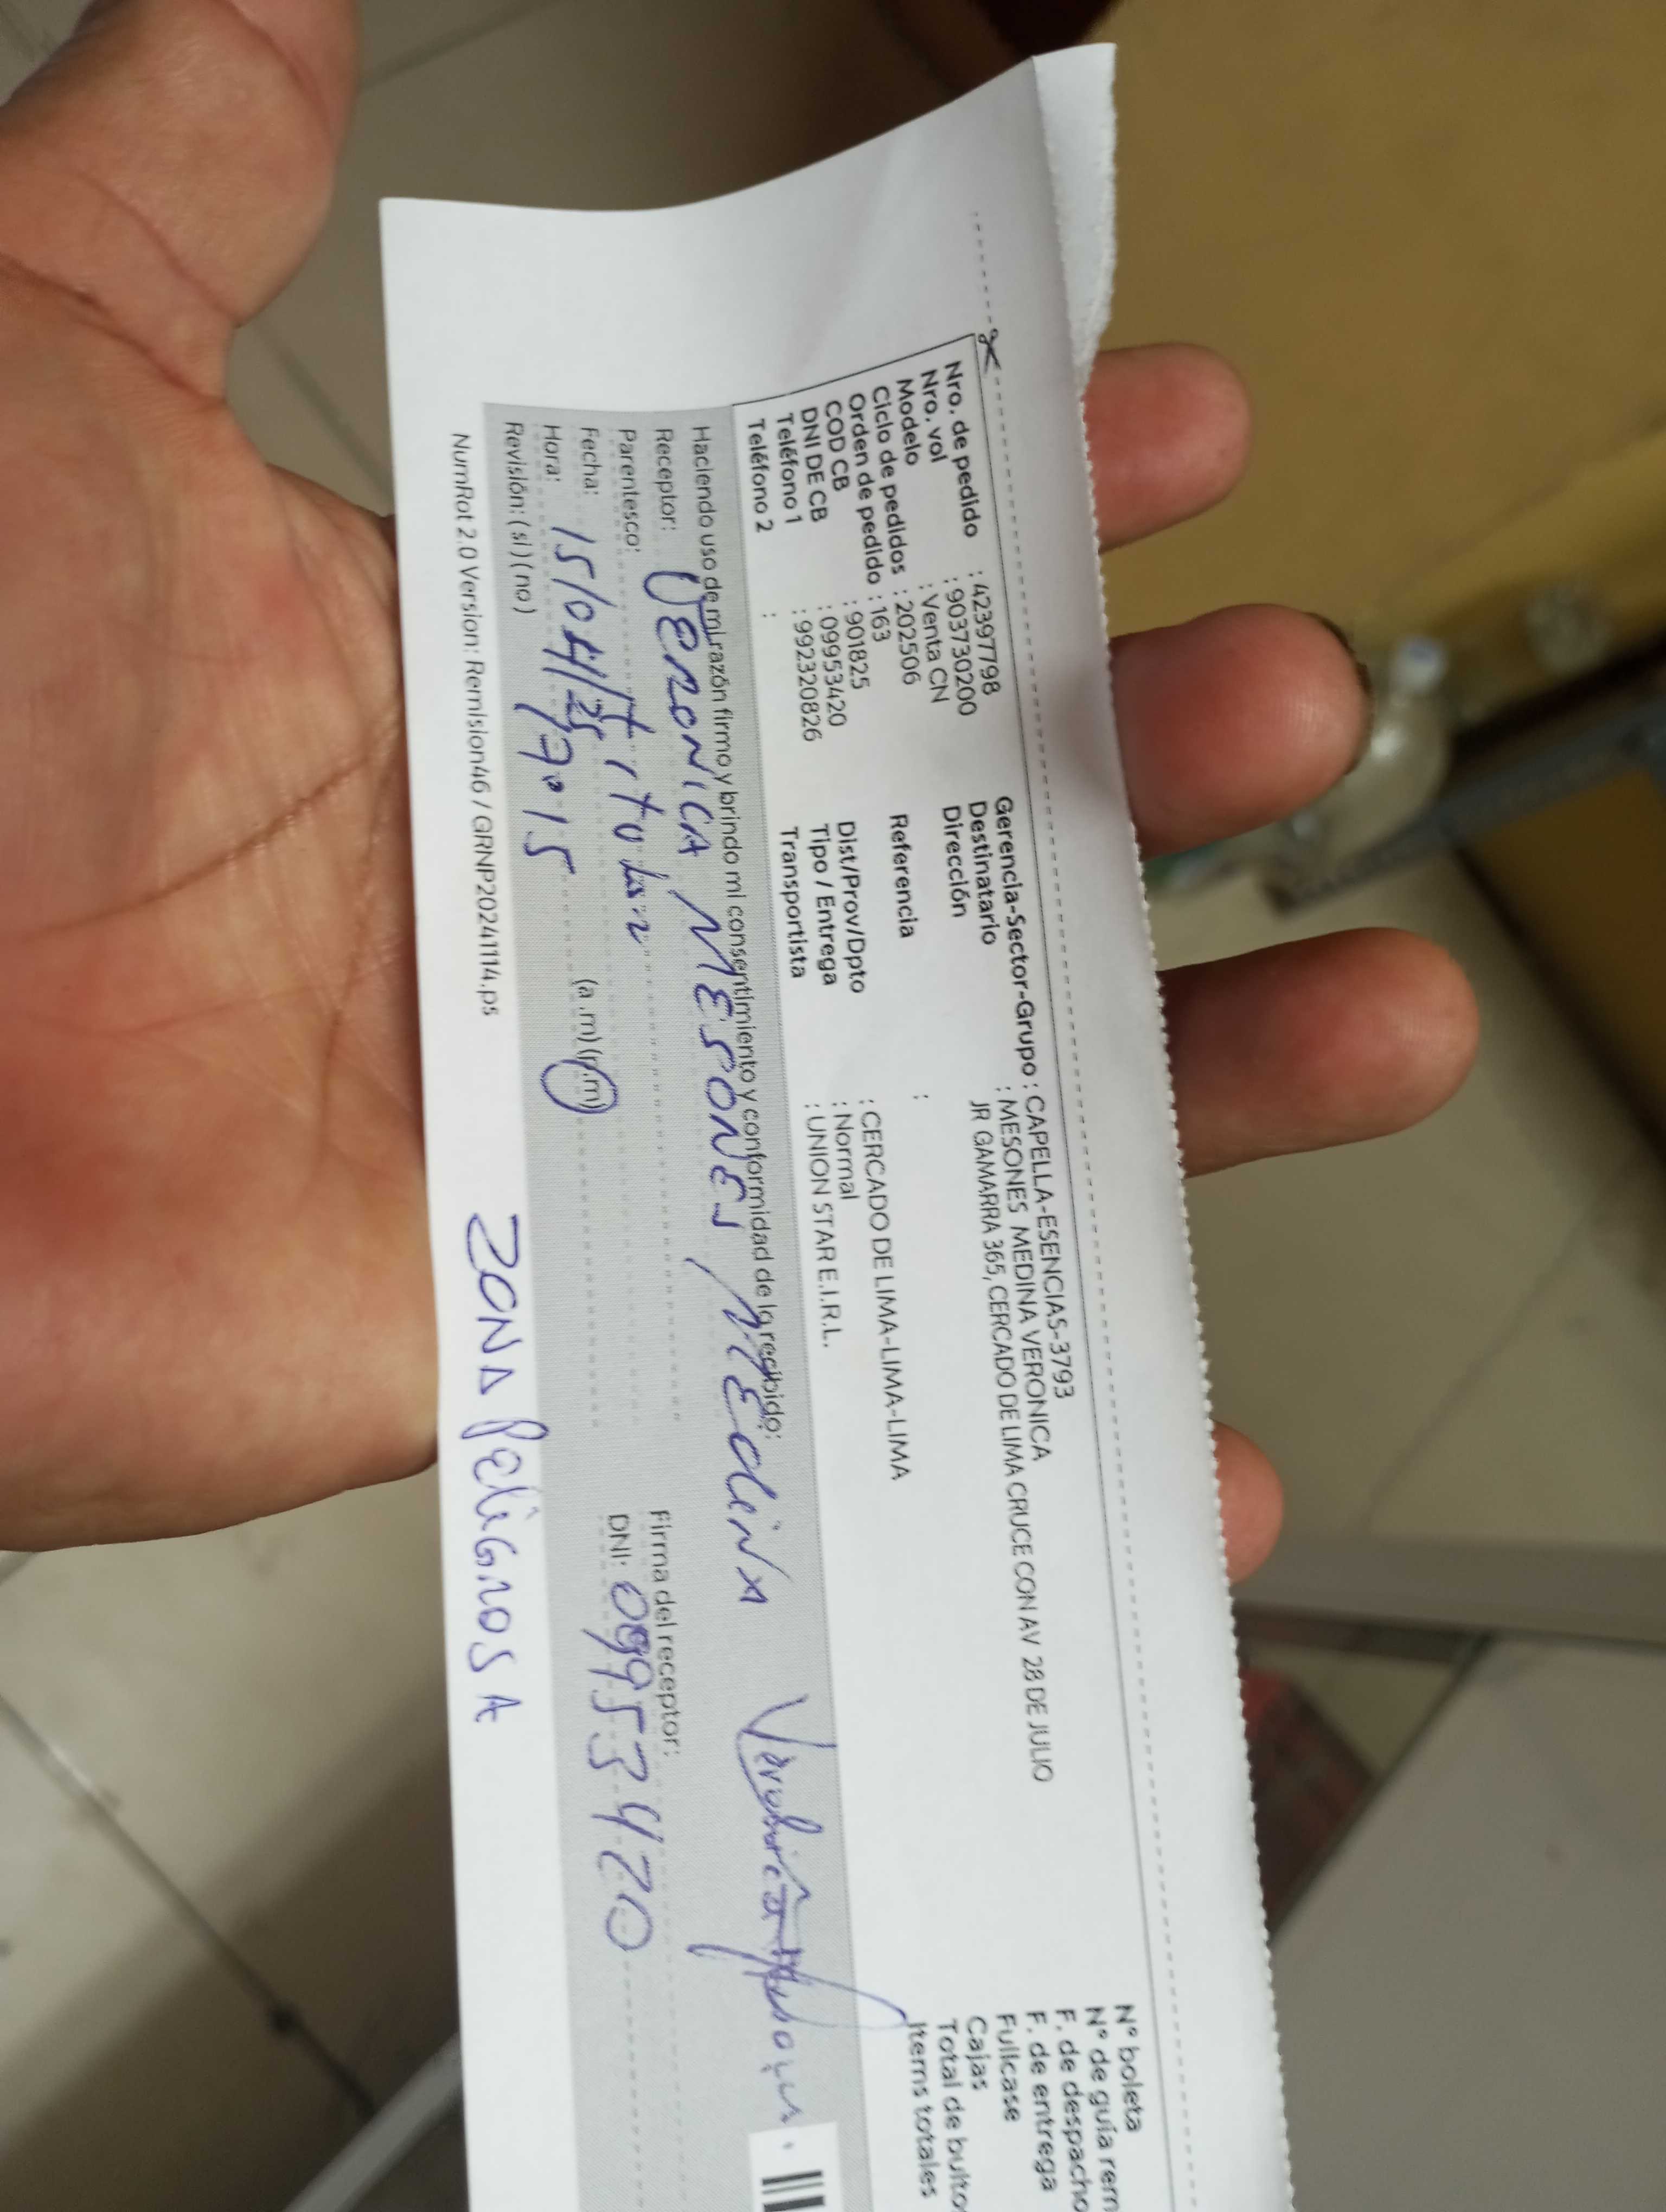 Nro. de pedido : 42397798
Nro. vol : 903730200
Modelo : Venta CN
Ciclo de pedidos : 202506
Orden de pedido : 163
COD CB : 901825
DNI DE CB : 09953420
Teléfono 1 : 992320826
Teléfono 2 :
Gerencia-Sector-Grupo : CAPELLA-ESENCIAS-3793
Destinatario : MESONES MEDINA VERONICA
Dirección JR GAMARRA 365, CERCADO DE LIMA CRUCE CON AV 28 DE JULIO
Referencia :
Dist/Prov/Dpto : CERCADO DE LIMA-LIMA-LIMA
Tipo / Entrega : Normal
Transportista : UNION STAR E.I.R.L.
N° boleta
N° de guía rem
F. de despacho
F. de entrega
Fullcase
Cajas
Total de bulto
Items totales
Haciendo uso de mi razón firmo y brindo mi consentimiento y conformidad de lo recibido:
Receptor: VERONICA MESONES MEdiNA
Parentesco: titular
Fecha: 15/04/25
Hora: 7:15 (a.m) (p.m)
Revisión: (si) (no)
Firma del receptor:
DNI: 09953420
NumRot 2.0 Version: Remision46 / GRNP20241114.ps
ZONA PELIGROSA